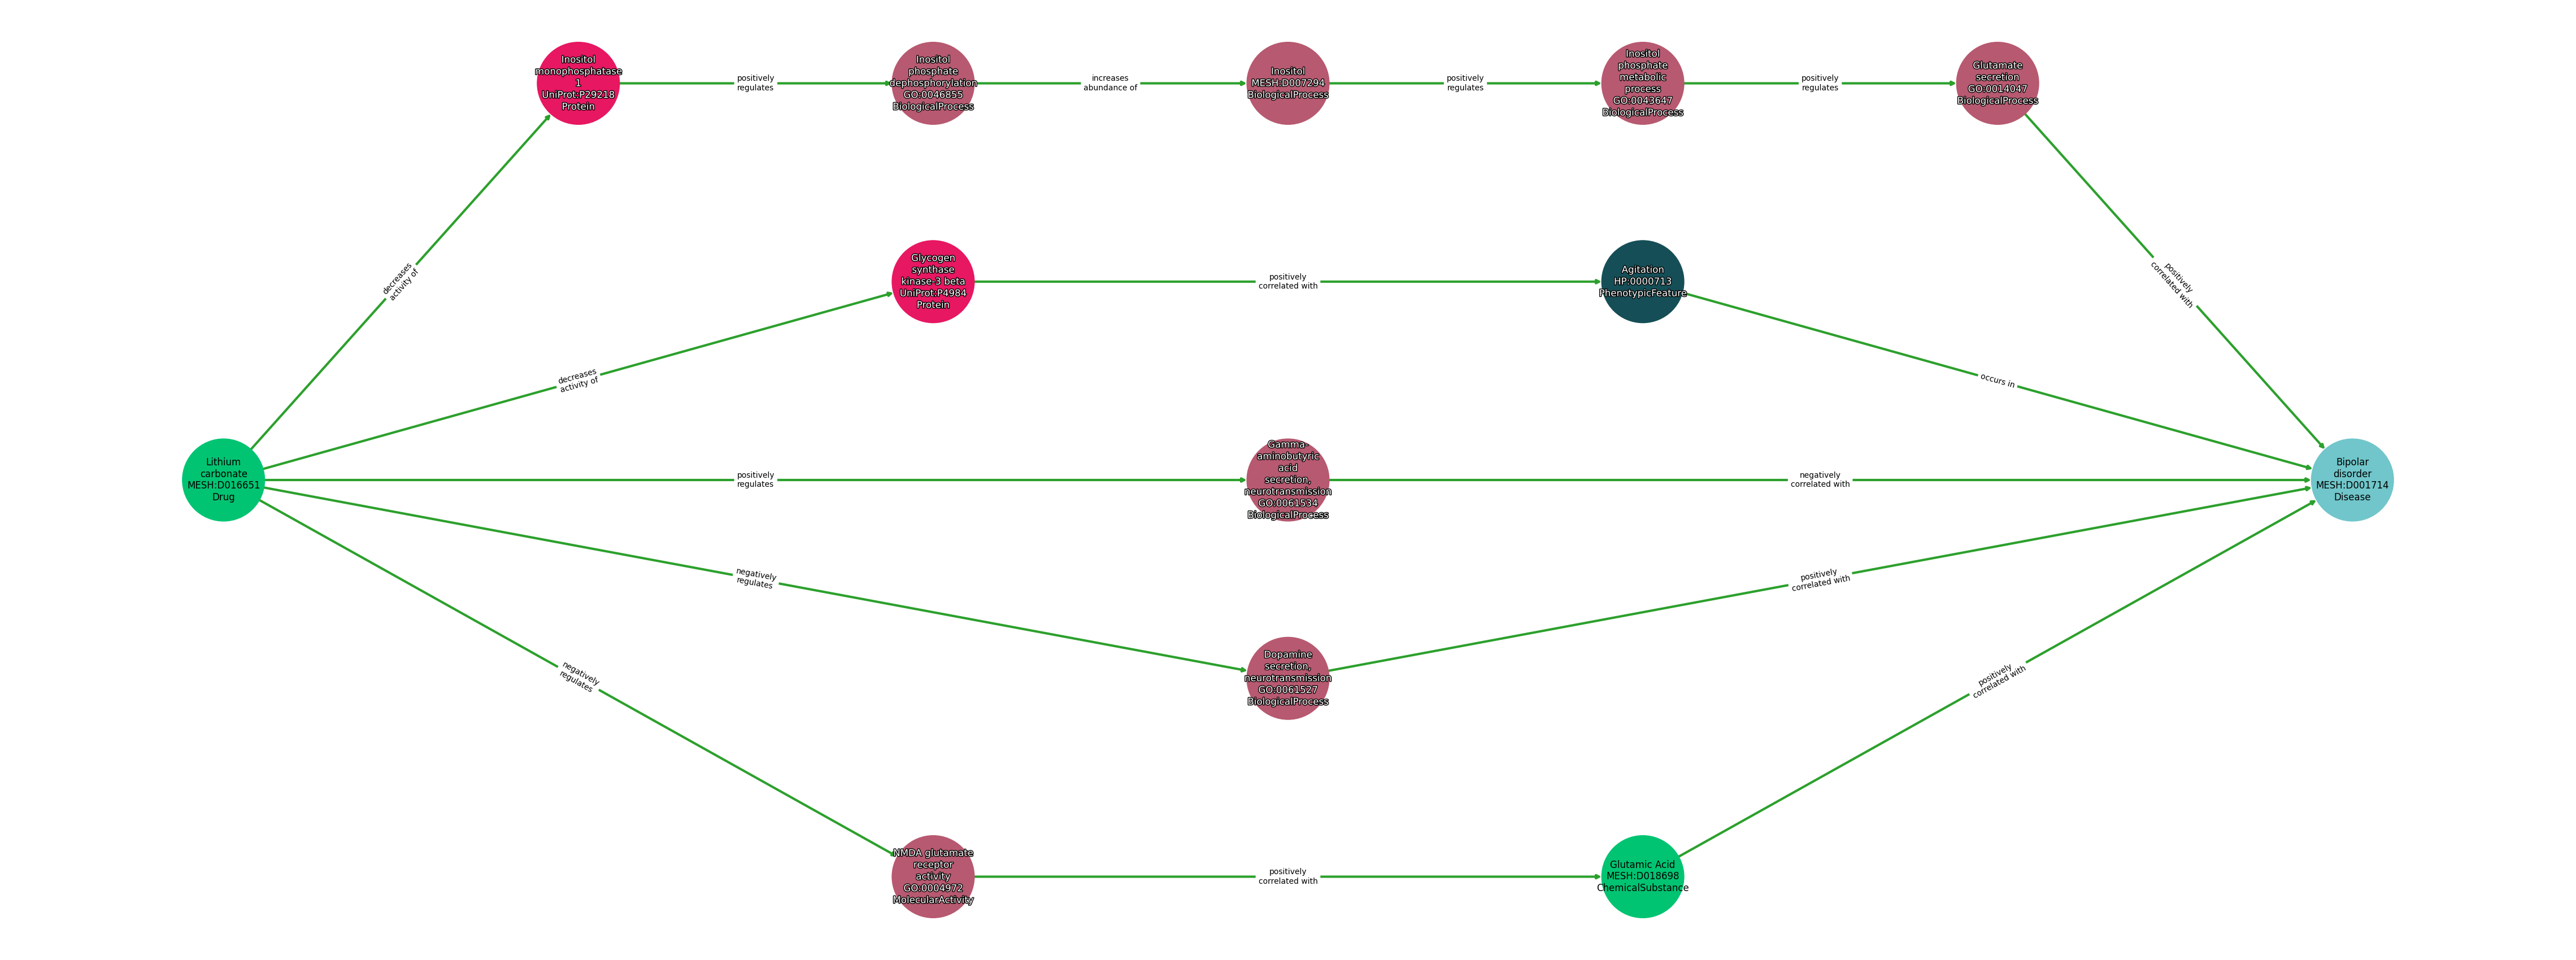 Inositol
monophosphatase
1
UniProt:P29218
Protein
positively
regulates
Inositol
phosphate
dephosphorylation
GO:0046855
BiologicalProcess
increases
abundance of
Inositol
MESH:D007294
BiologicalProcess
positively
regulates
Inositol
phosphate
metabolic
process
GO:0043647
BiologicalProcess
positively
regulates
Glutamate
secretion
GO:0014047
BiologicalProcess
decreases
activity of
positively
correlated with
Glycogen
synthase
kinase-3 beta
UniProt:P4984
Protein
positively
correlated with
Agitation
HP:0000713
PhenotypicFeature
decreases
activity of
occurs in
Lithium
carbonate
MESH:D016651
Drug
positively
regulates
Gamma-
aminobutyric
acid
secretion,
neurotransmission
GO:0061534
BiologicalProcess
negatively
correlated with
Bipolar
disorder
MESH:D001714
Disease
negatively
regulates
positively
correlated with
Dopamine
secretion,
neurotransmission
GO:0061527
BiologicalProcess
negatively
regulates
positively
correlated with
NMDA glutamate
receptor
activity
GO:0004972
MolecularActivity
positively
correlated with
Glutamic Acid
MESH:D018698
ChemicalSubstance